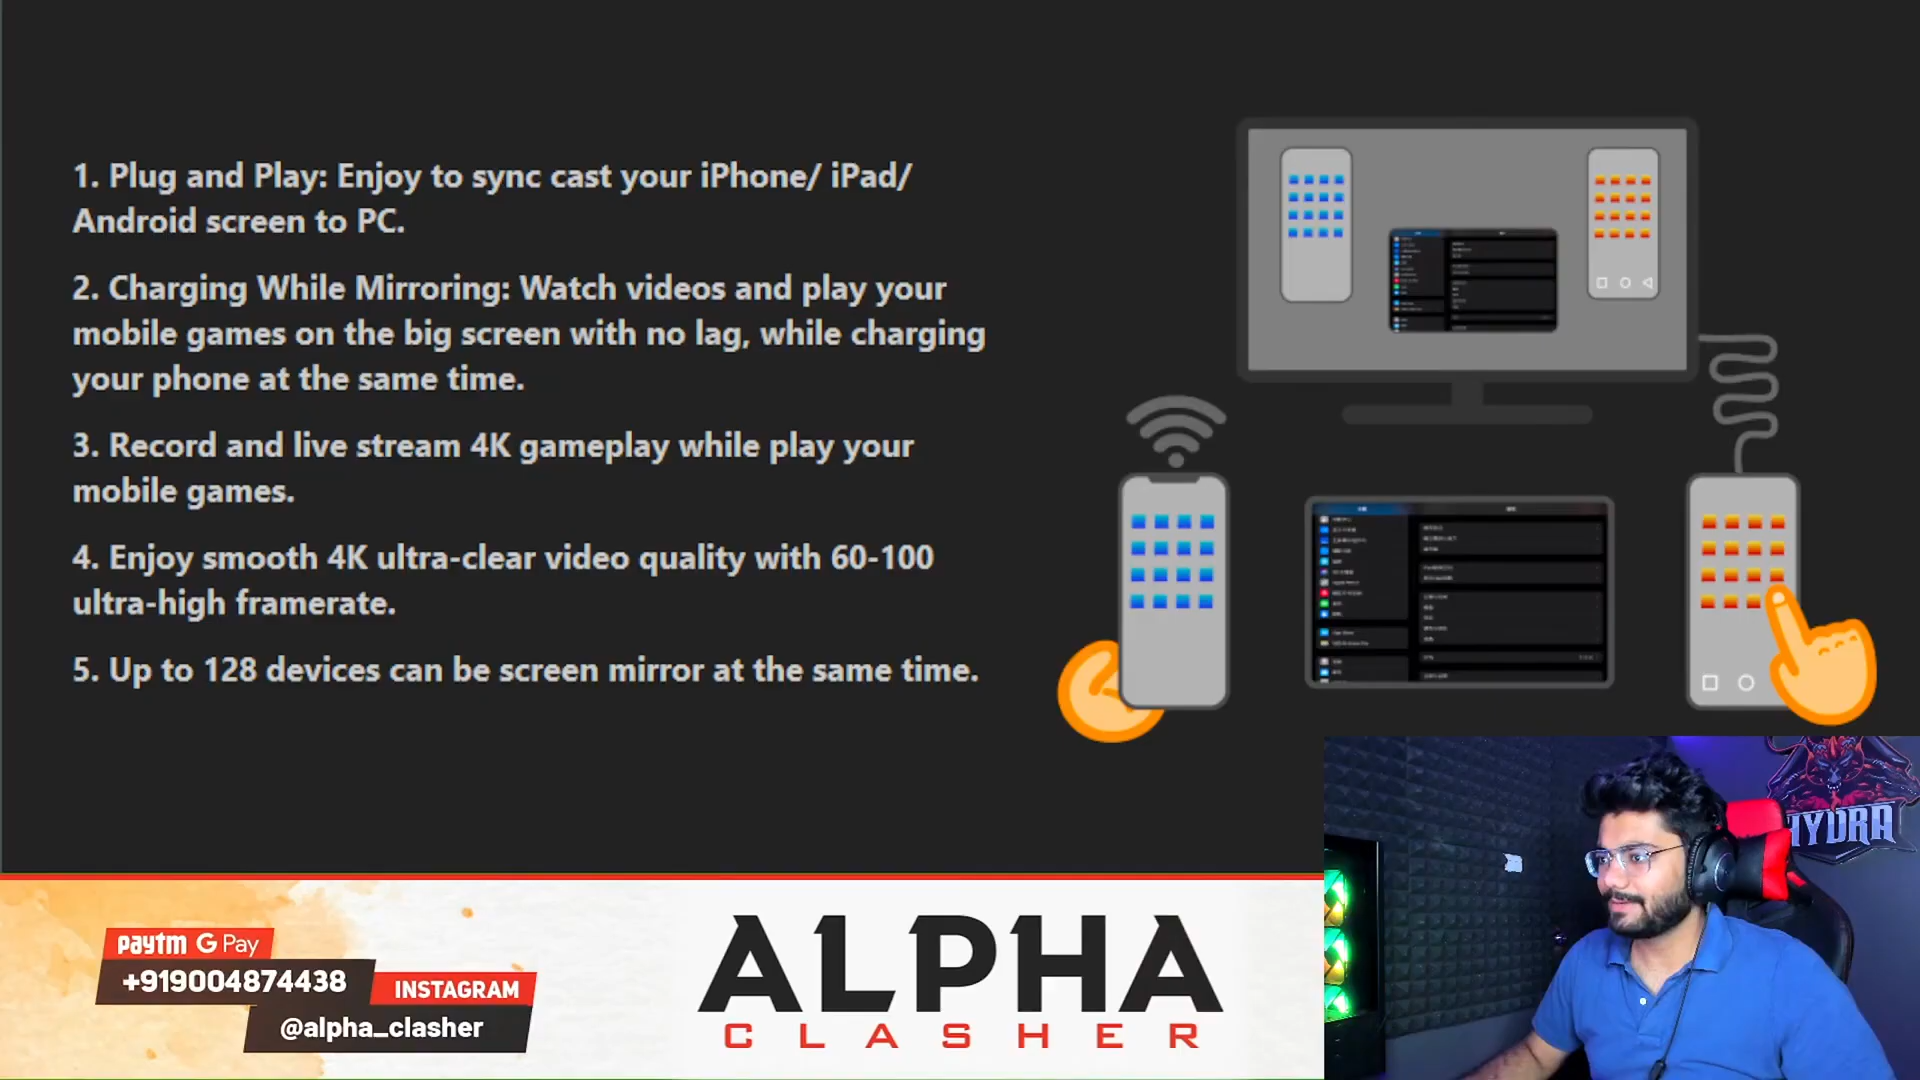 1. Plug and Play: Enjoy to sync cast your iPhone/ iPad/
Android screen to PC.
2. Charging While Mirroring: Watch videos and play your
mobile games on the big screen with no lag, while charging
your phone at the same time.
3. Record and live stream 4K gameplay while play your
mobile games.
4. Enjoy smooth 4K ultra-clear video quality with 60-100
ultra-high framerate.
5. Up to 128 devices can be screen mirror at the same time.
HYDRA
paytm G Pay
+919004874438
INSTAGRAM
@alpha_clasher
ALPHA
CLASHER